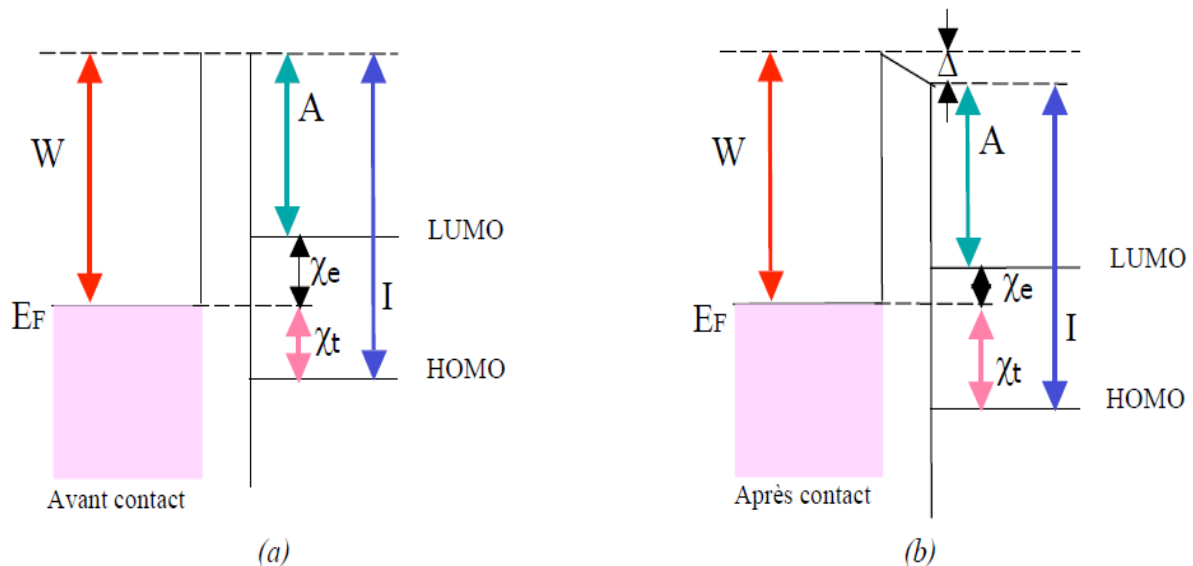 W
A
LUMO
χe
EF
I
χt
HOMO
Avant contact
(a)
Δ
W
A
LUMO
χe
EF
I
χt
HOMO
Après contact
(b)